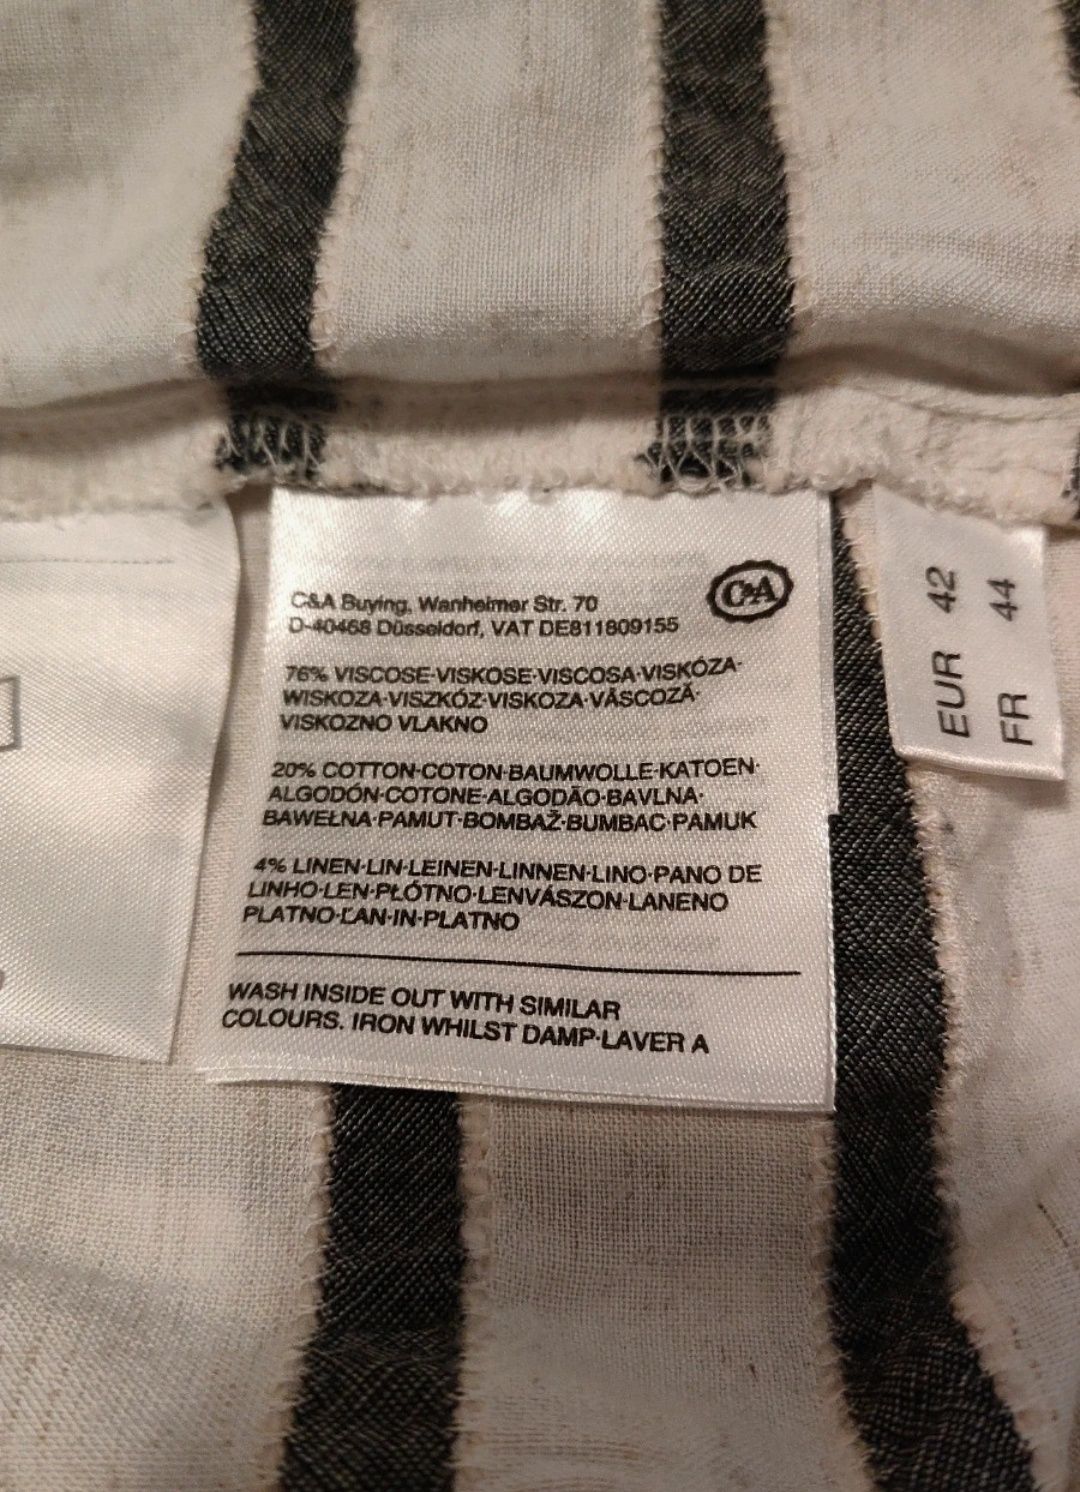 C&A
C&A Buying, Wanheimer Str. 70
D-40468 Düsseldorf, VAT DE811809155
76% VISCOSE·VISKOSE·VISCOSA·VISKÓZA·
WISKOZA·VISZKÓZ·VISKOZA·VÂSCOZĂ·
VISKOZNO VLAKNO
20% COTTON·COTON·BAUMWOLLE·KATOEN·
ALGODÓN·COTONE·ALGODÃO·BAVLNA·
BAWEŁNA·PAMUT·BOMBAŽ·BUMBAC·PAMUK
4% LINEN·LIN·LEINEN·LINNEN·LINO·PANO DE
LINHO·LEN·PŁÓTNO·LENVÁSZON·LANENO
PLATNO·ĽAN·IN·PLATNO
WASH INSIDE OUT WITH SIMILAR
COLOURS. IRON WHILST DAMP·LAVER A
EUR 42
FR 44